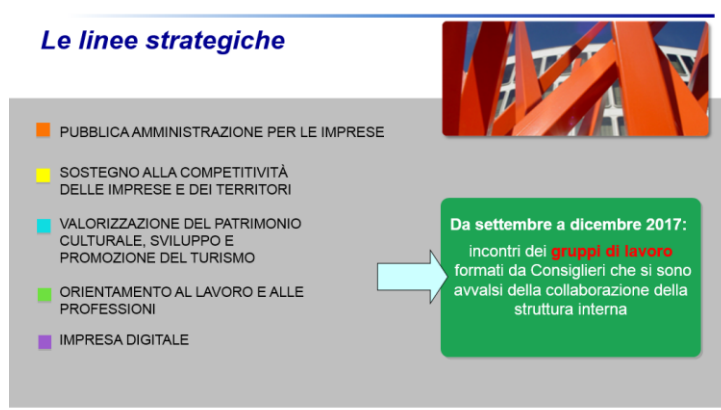 Le linee strategiche
PUBBLICA AMMINISTRAZIONE PER LE IMPRESE
SOSTEGNO ALLA COMPETITIVITÀ
DELLE IMPRESE E DEI TERRITORI
VALORIZZAZIONE DEL PATRIMONIO
CULTURALE, SVILUPPO E
PROMOZIONE DEL TURISMO
ORIENTAMENTO AL LAVORO E ALLE
PROFESSIONI
IMPRESA DIGITALE
Da settembre a dicembre 2017:
incontri dei gruppi di lavoro
formati da Consiglieri che si sono
avvalsi della collaborazione della
struttura interna